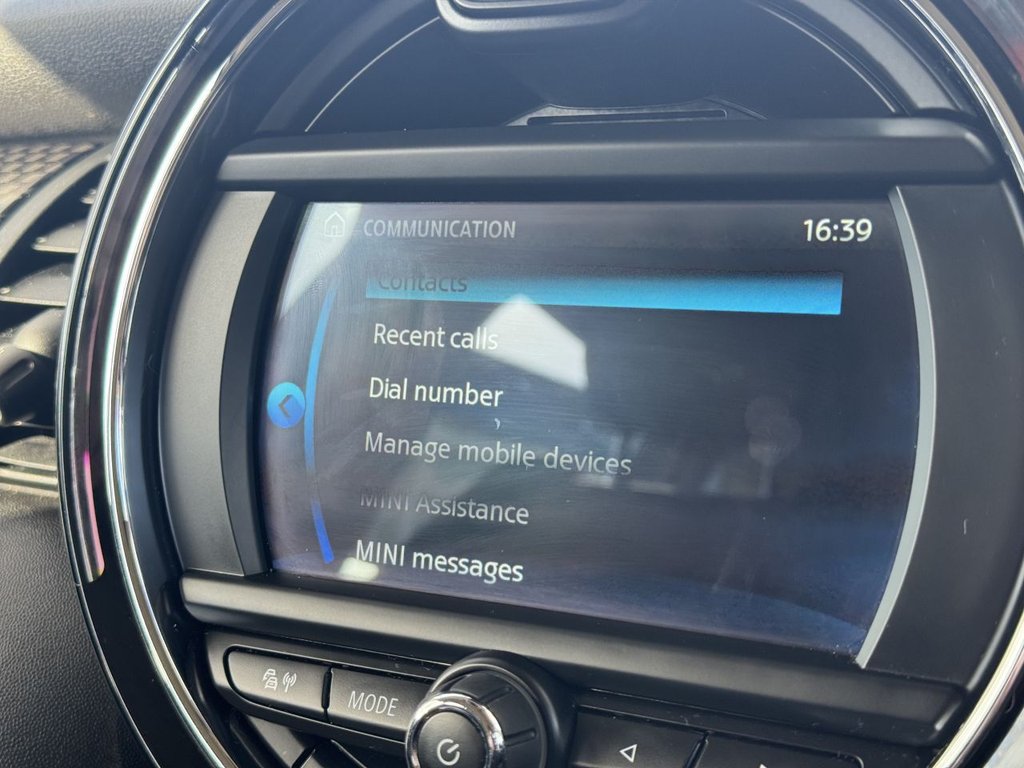 COMMUNICATION
16:39
Contacts
Recent calls
Dial number
Manage mobile devices
MINI Assistance
MINI messages
MODE